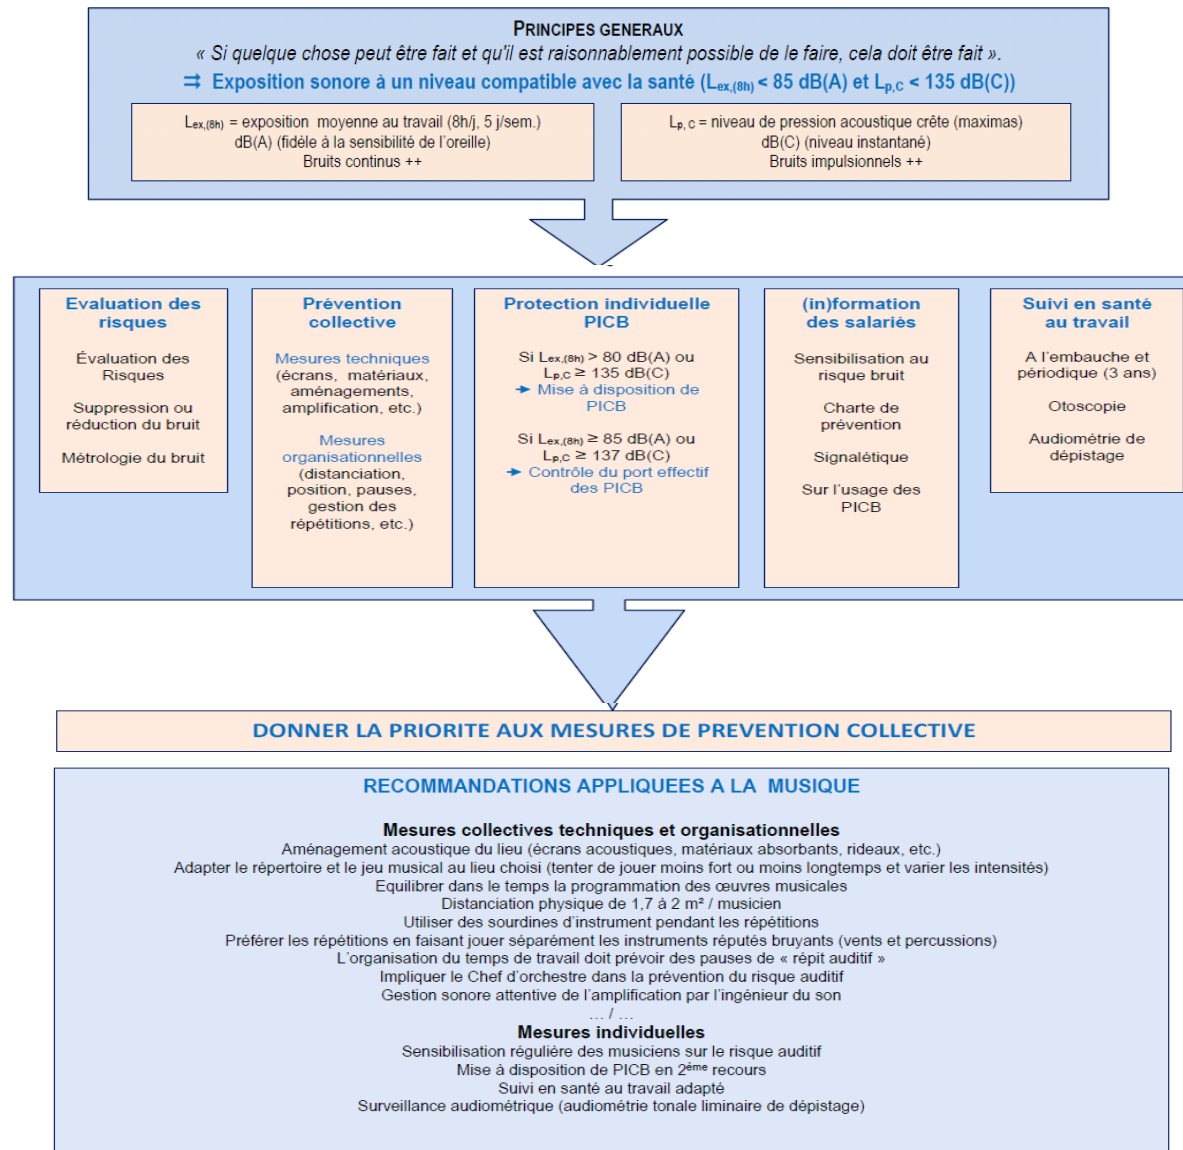 PRINCIPES GENERAUX
« Si quelque chose peut être fait et qu'il est raisonnablement possible de le faire, cela doit être fait ».
⇒ Exposition sonore à un niveau compatible avec la santé (Lex,(8h) < 85 dB(A) et Lp,C < 135 dB(C))
Lex,(8h) = exposition moyenne au travail (8h/j, 5 j/sem.)
dB(A) (fidèle à la sensibilité de l'oreille)
Bruits continus ++
Lp, C = niveau de pression acoustique crête (maximas)
dB(C) (niveau instantané)
Bruits impulsionnels ++
Evaluation des
risques
Évaluation des
Risques
Suppression ou
réduction du bruit
Métrologie du bruit
Prévention
collective
Mesures techniques
(écrans, matériaux,
aménagements,
amplification, etc.)
Mesures
organisationnelles
(distanciation,
position, pauses,
gestion des
répétitions, etc.)
Protection individuelle
PICB
Si Lex,(8h) > 80 dB(A) ou
Lp,C ≥ 135 dB(C)
➔ Mise à disposition de
PICB
Si Lex,(8h) ≥ 85 dB(A) ou
Lp,C ≥ 137 dB(C)
➔ Contrôle du port effectif
des PICB
(in)formation
des salariés
Sensibilisation au
risque bruit
Charte de
prévention
Signalétique
Sur l'usage des
PICB
Suivi en santé
au travail
A l'embauche et
périodique (3 ans)
Otoscopie
Audiométrie de
dépistage
DONNER LA PRIORITE AUX MESURES DE PREVENTION COLLECTIVE
RECOMMANDATIONS APPLIQUEES A LA MUSIQUE
Mesures collectives techniques et organisationnelles
Aménagement acoustique du lieu (écrans acoustiques, matériaux absorbants, rideaux, etc.)
Adapter le répertoire et le jeu musical au lieu choisi (tenter de jouer moins fort ou moins longtemps et varier les intensités)
Equilibrer dans le temps la programmation des œuvres musicales
Distanciation physique de 1,7 à 2 m² / musicien
Utiliser des sourdines d'instrument pendant les répétitions
Préférer les répétitions en faisant jouer séparément les instruments réputés bruyants (vents et percussions)
L'organisation du temps de travail doit prévoir des pauses de « répit auditif »
Impliquer le Chef d'orchestre dans la prévention du risque auditif
Gestion sonore attentive de l'amplification par l'ingénieur du son
… / …
Mesures individuelles
Sensibilisation régulière des musiciens sur le risque auditif
Mise à disposition de PICB en 2ème recours
Suivi en santé au travail adapté
Surveillance audiométrique (audiométrie tonale liminaire de dépistage)